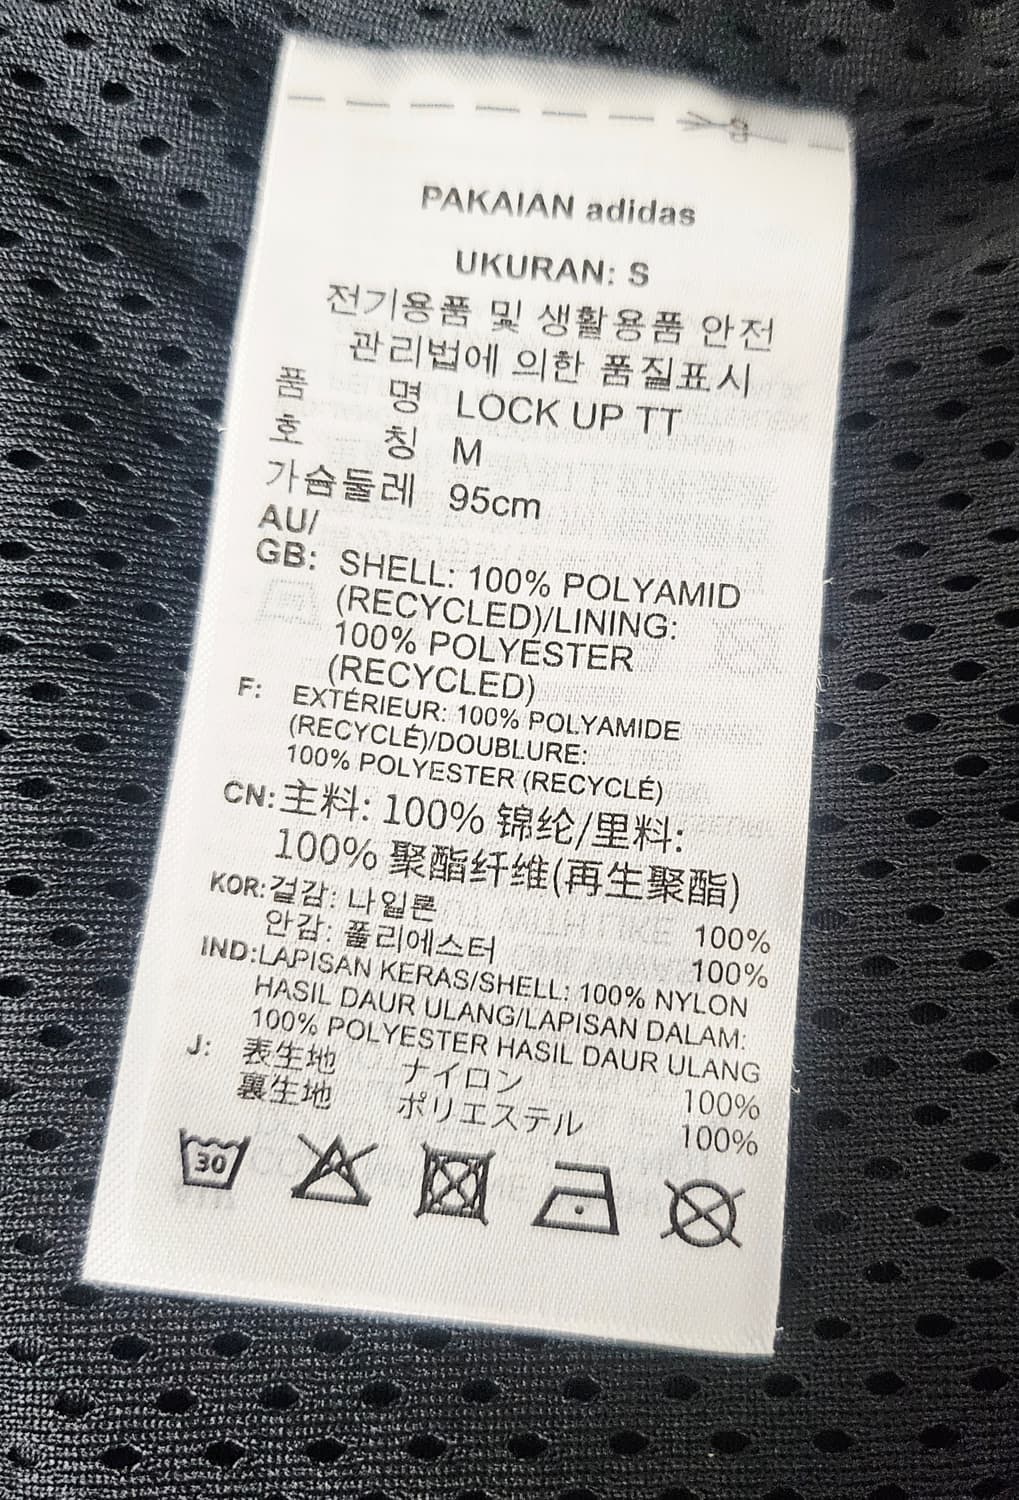 PAKAIAN adidas
UKURAN: S
전기용품 및 생활용품 안전
관리법에 의한 품질표시
품 명 LOCK UP TT
호 칭 M
가슴둘레 95cm
AU/
GB: SHELL: 100% POLYAMID
(RECYCLED)/LINING:
100% POLYESTER
(RECYCLED)
F: EXTÉRIEUR: 100% POLYAMIDE
(RECYCLÉ)/DOUBLURE:
100% POLYESTER (RECYCLÉ)
CN: 主料: 100% 锦纶/里料:
100% 聚酯纤维(再生聚酯)
KOR: 겉감: 나일론 100%
안감: 폴리에스터 100%
IND: LAPISAN KERAS/SHELL: 100% NYLON
HASIL DAUR ULANG/LAPISAN DALAM:
100% POLYESTER HASIL DAUR ULANG
J: 表生地 ナイロン 100%
裏生地 ポリエステル 100%
30